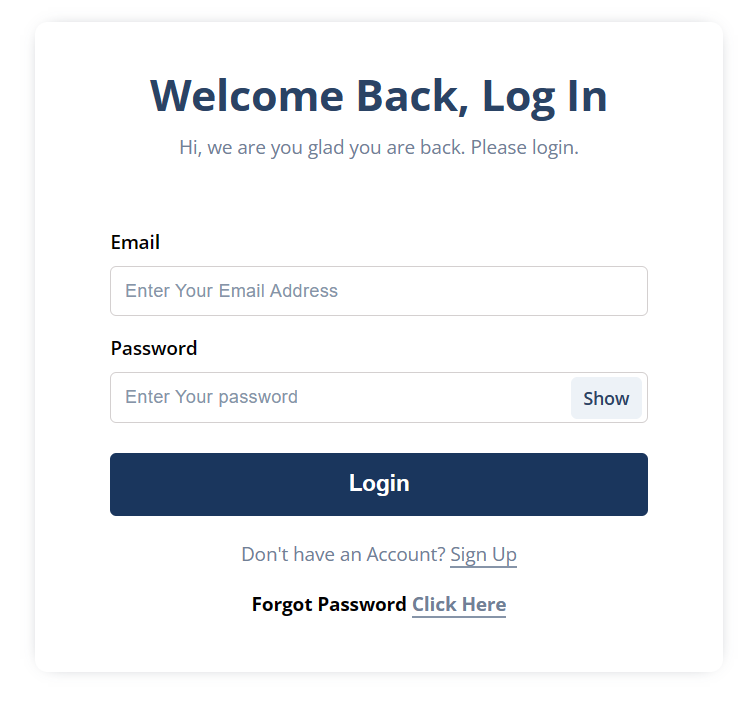 Welcome Back, Log In
Hi, we are you glad you are back. Please login.
Email
Enter Your Email Address
Password
Enter Your password
Show
Login
Don't have an Account? Sign Up
Forgot Password Click Here